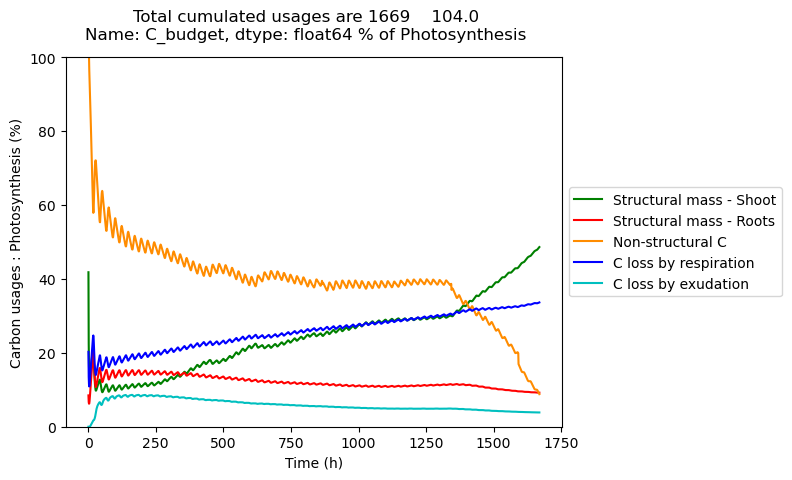 Total cumulated usages are 1669    104.0
Name: C_budget, dtype: float64 % of Photosynthesis
Carbon usages : Photosynthesis (%)
100
80
60
40
20
0
0 250 500 750 1000 1250 1500 1750
Time (h)
Structural mass - Shoot
Structural mass - Roots
Non-structural C
C loss by respiration
C loss by exudation